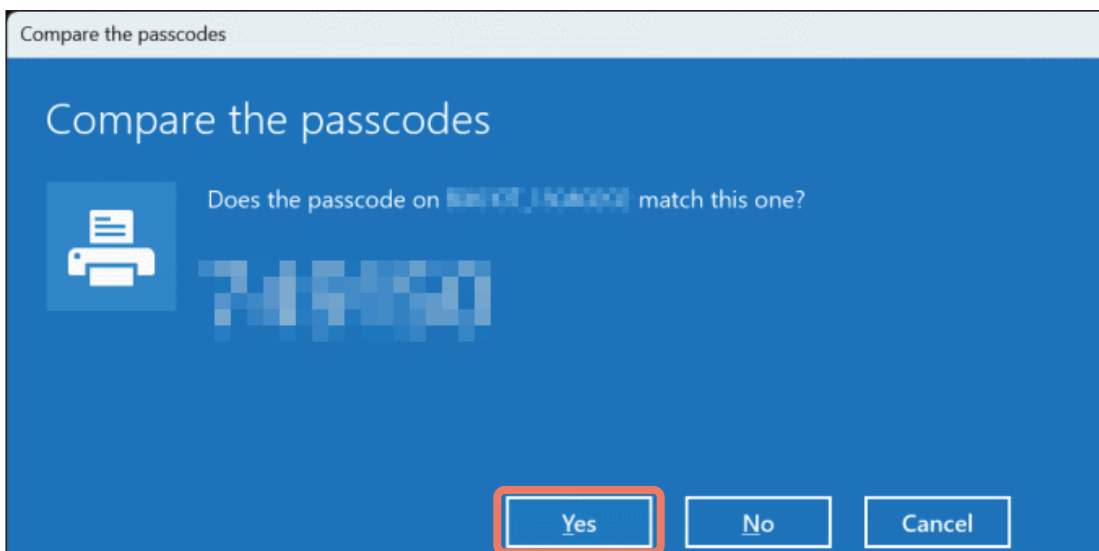 Compare the passcodes
Compare the passcodes
Does the passcode on match this one?
Yes
No
Cancel